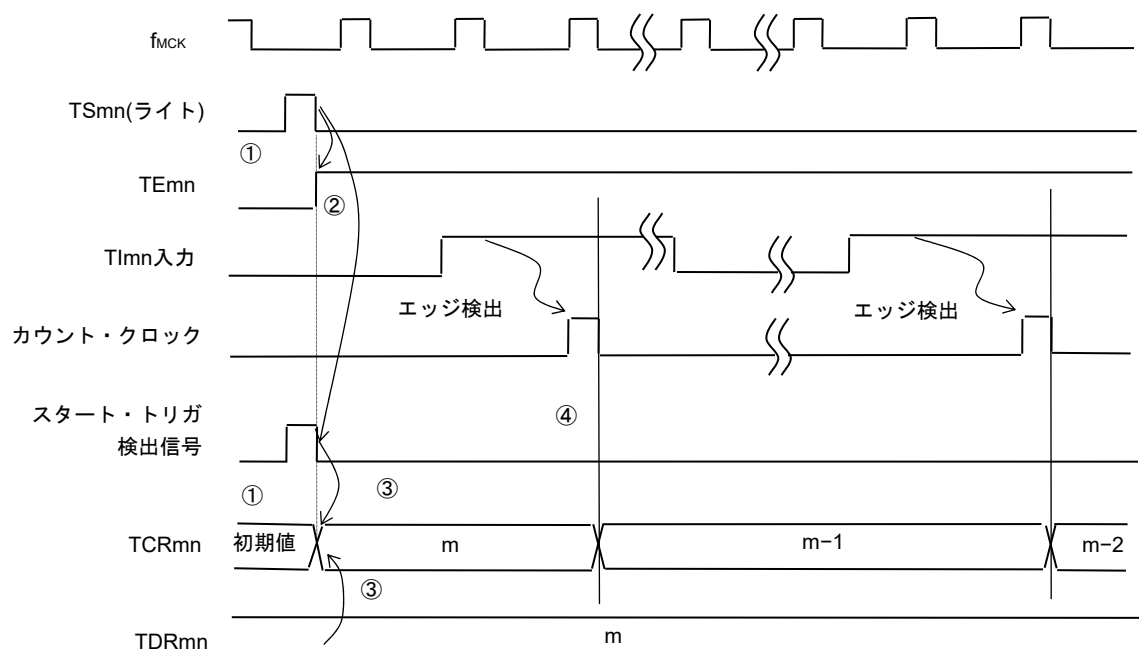 fMCK
TSmn(ライト)
①
TEmn
②
TImn入力
エッジ検出
エッジ検出
カウント・クロック
スタート・トリガ
検出信号
④
①
③
TCRmn
初期値
m
m−1
m−2
③
TDRmn
m